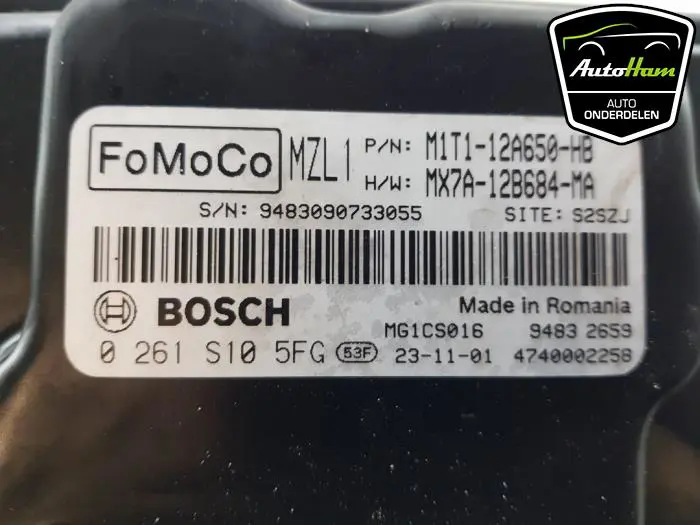 AutoHam
AUTO
ONDERDELEN
FoMoCo MZL1 P/N: M1T1-12A650-HB
H/W: MX7A-12B684-MA
S/N: 9483090733055 SITE: S2SZJ
BOSCH Made in Romania
MG1CS016 9483 2659
0 261 S10 5FG 53F 23-11-01 4740002258